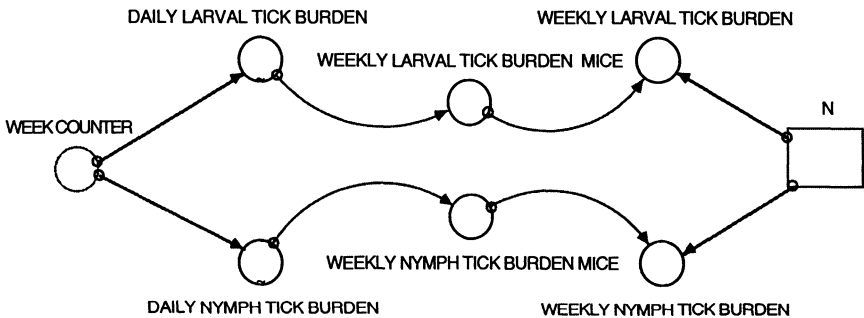 DAILY LARVAL TICK BURDEN
WEEKLY LARVAL TICK BURDEN
WEEKLY LARVAL TICK BURDEN MICE
N
WEEK COUNTER
WEEKLY NYMPH TICK BURDEN MICE
DAILY NYMPH TICK BURDEN
WEEKLY NYMPH TICK BURDEN